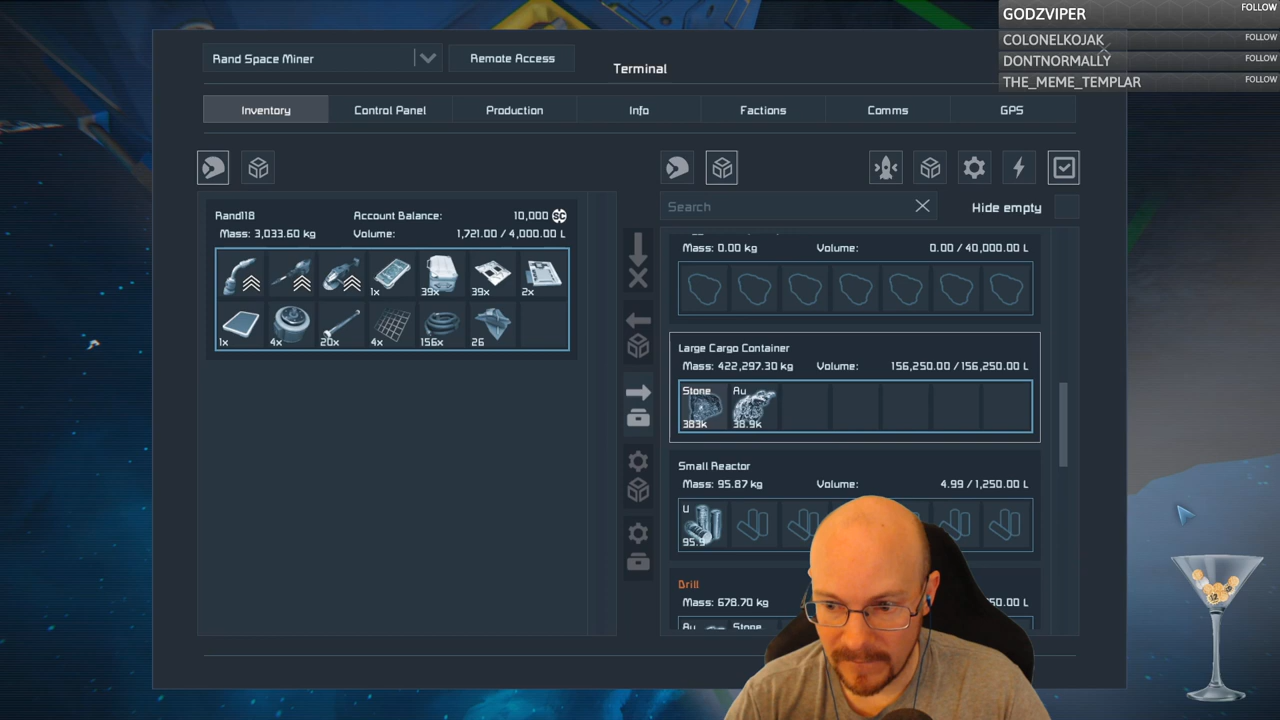 GODZVIPER FOLLOW
COLONELKOJAK FOLLOW
DONTNORMALLY FOLLOW
THE_MEME_TEMPLAR FOLLOW
Rand Space Miner Remote Access
Terminal
Inventory Control Panel Production Info Factions Comms GPS
Rand118 Account Balance: 10,000 SC
Mass: 3,033.60 kg Volume: 1,721.00 / 4,000.00 L
1x 39x 39x 2x
1x 4x 20x 4x 156x 26
Search Hide empty
Mass: 0.00 kg Volume: 0.00 / 40,000.00 L
Large Cargo Container
Mass: 422,297.30 kg Volume: 156,250.00 / 156,250.00 L
Stone Au
383k 38.9k
Small Reactor
Mass: 95.87 kg Volume: 4.99 / 1,250.00 L
U
95.9
Drill
Mass: 678.70 kg
Au Stone